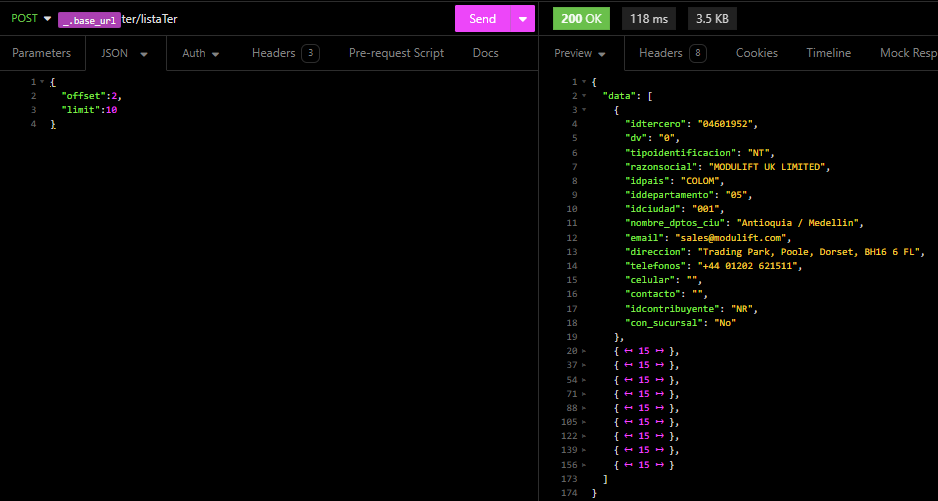 POST _.base_url ter/listaTer Send 200 OK 118 ms 3.5 KB
Parameters JSON Auth Headers 3 Pre-request Script Docs Preview Headers 8 Cookies Timeline Mock Resp
1 {
2 "offset":2,
3 "limit":10
4 }
1 {
2 "data": [
3 {
4 "idtercero": "04601952",
5 "dv": "0",
6 "tipoidentificacion": "NT",
7 "razonsocial": "MODULIFT UK LIMITED",
8 "idpais": "COLOM",
9 "iddepartamento": "05",
10 "idciudad": "001",
11 "nombre_dptos_ciu": "Antioquia / Medellin",
12 "email": "sales@modulift.com",
13 "direccion": "Trading Park, Poole, Dorset, BH16 6 FL",
14 "telefonos": "+44 01202 621511",
15 "celular": "",
16 "contacto": "",
17 "idcontribuyente": "NR",
18 "con_sucursal": "No"
19 },
20 { ↔ 15 ↔ },
37 { ↔ 15 ↔ },
54 { ↔ 15 ↔ },
71 { ↔ 15 ↔ },
88 { ↔ 15 ↔ },
105 { ↔ 15 ↔ },
122 { ↔ 15 ↔ },
139 { ↔ 15 ↔ },
156 { ↔ 15 ↔ }
173 ]
174 }